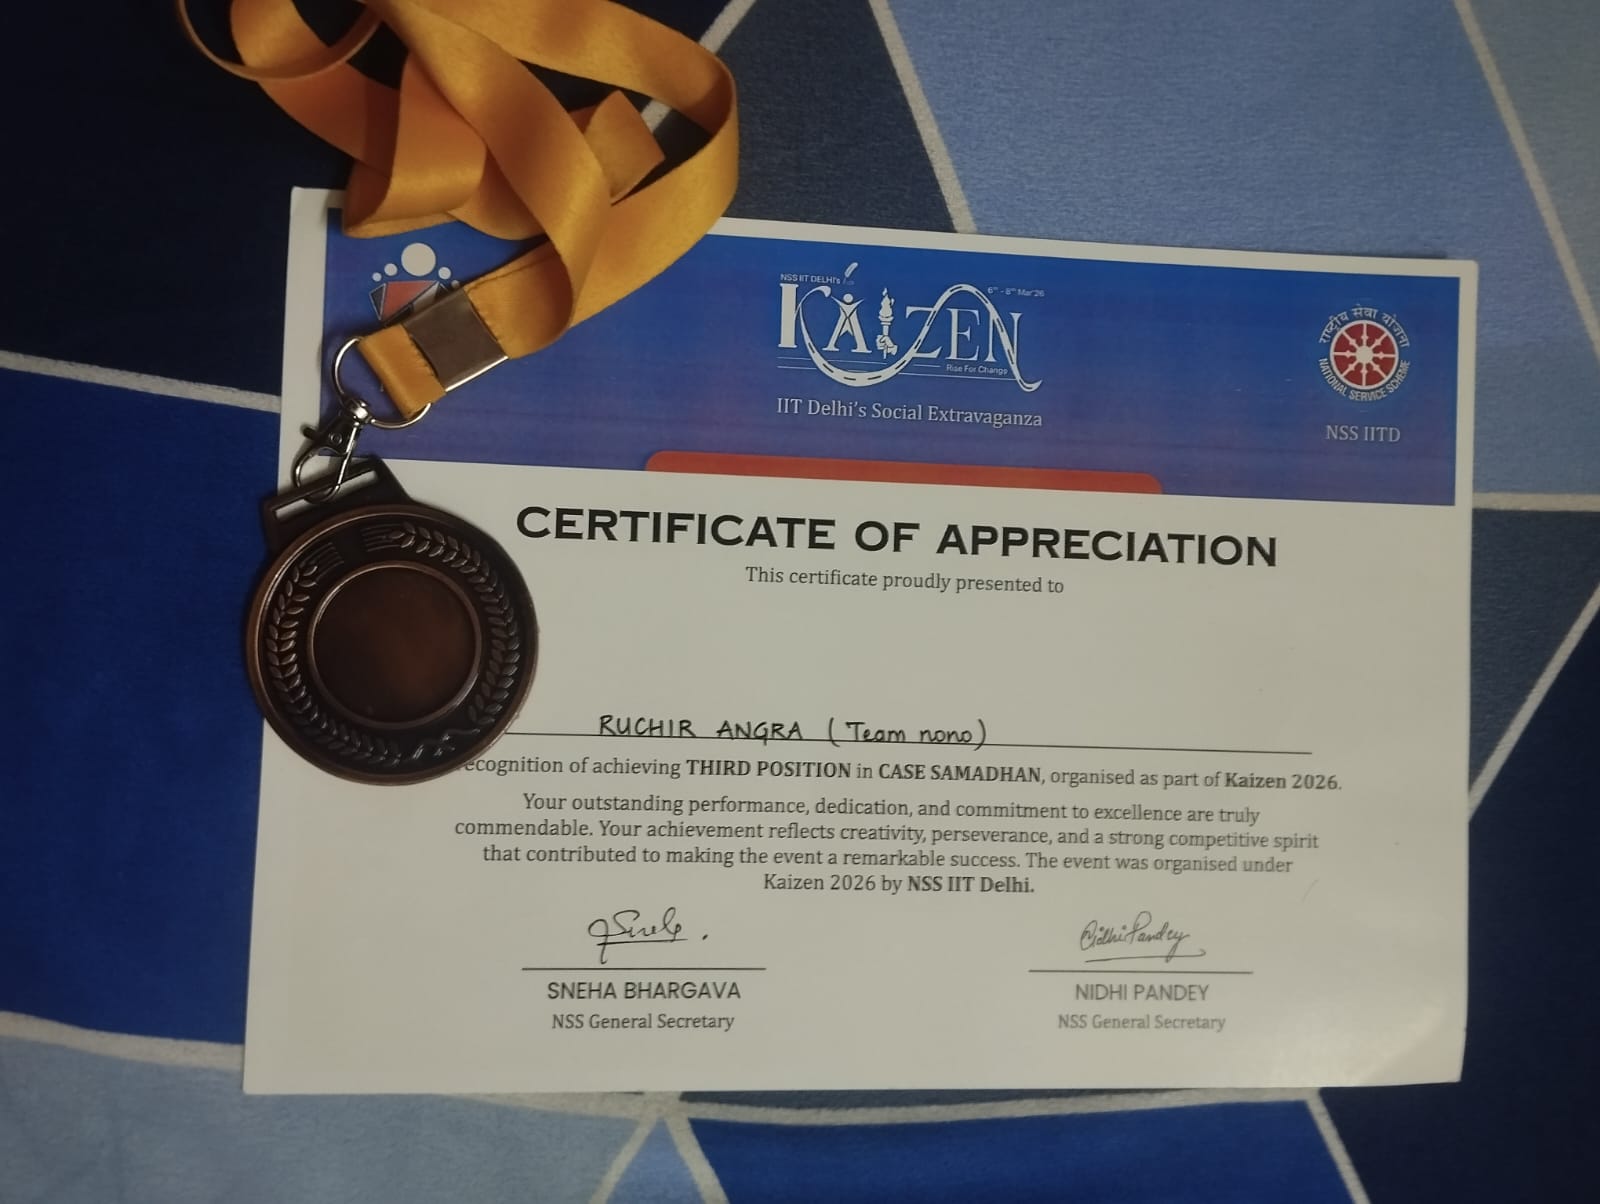 NSS IIT DELHI's
KAIZEN
6th - 8th Mar'26
Rise For Change
IIT Delhi's Social Extravaganza
राष्ट्रीय सेवा योजना
NATIONAL SERVICE SCHEME
NSS IITD
CERTIFICATE OF APPRECIATION
This certificate proudly presented to
RUCHIR ANGRA (Team nono)
ecognition of achieving THIRD POSITION in CASE SAMADHAN, organised as part of Kaizen 2026.
Your outstanding performance, dedication, and commitment to excellence are truly
commendable. Your achievement reflects creativity, perseverance, and a strong competitive spirit
that contributed to making the event a remarkable success. The event was organised under
Kaizen 2026 by NSS IIT Delhi.
Nidhi Pandey
SNEHA BHARGAVA
NIDHI PANDEY
NSS General Secretary
NSS General Secretary